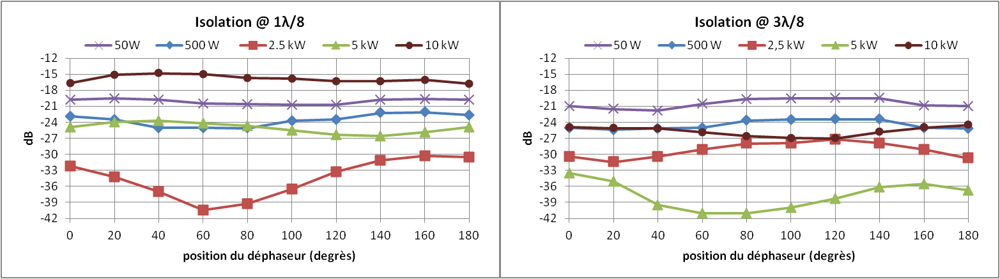 Isolation @ 1λ/8
50W 500 W 2.5 kW 5 kW 10 kW
-12
-15
-18
-21
-24
-27
-30
-33
-36
-39
-42
dB
0 20 40 60 80 100 120 140 160 180
position du déphaseur (degrès)
Isolation @ 3λ/8
50 W 500 W 2,5 kW 5 kW 10 kW
-12
-15
-18
-21
-24
-27
-30
-33
-36
-39
-42
dB
0 20 40 60 80 100 120 140 160 180
position du déphaseur (degrès)